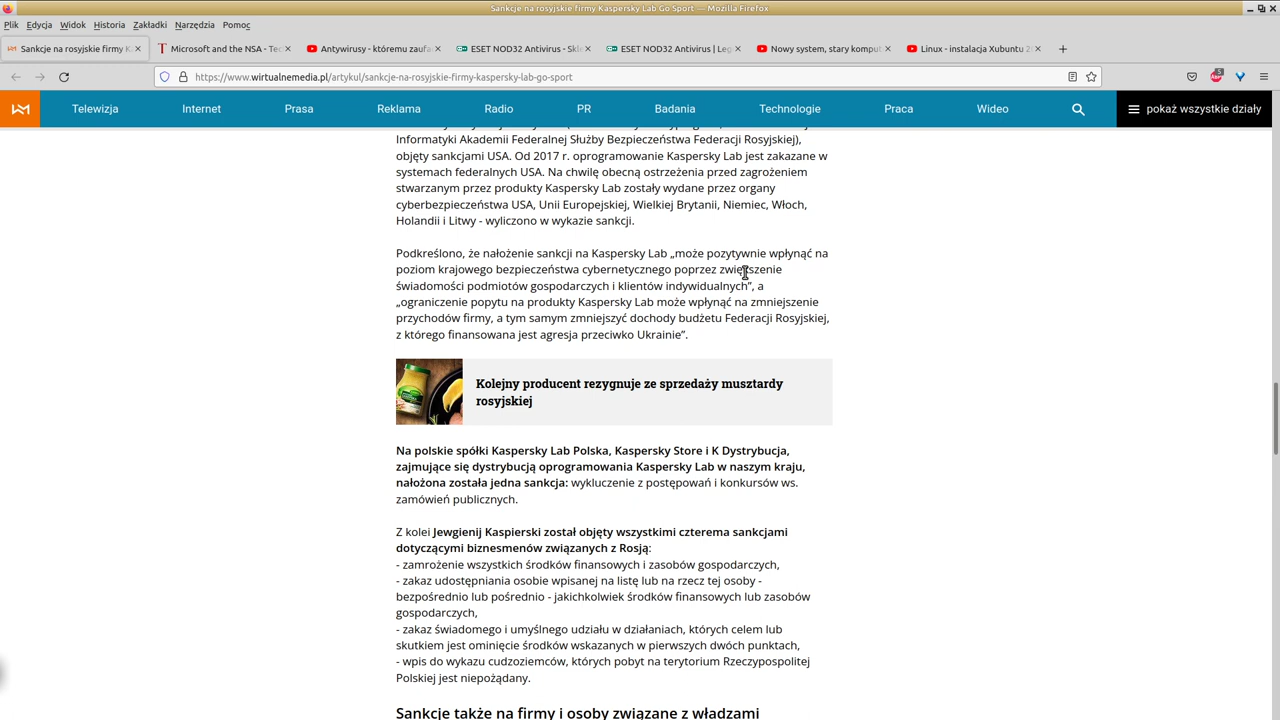 Sankcje na rosyjskie firmy Kaspersky Lab Go Sport — Mozilla Firefox
Plik Edycja Widok Historia Zakładki Narzędzia Pomoc
Sankcje na rosyjskie firmy K
Microsoft and the NSA - Tec
Antywirusy - któremu zaufa
ESET NOD32 Antivirus - Skle
ESET NOD32 Antivirus | Leg
Nowy system, stary komput
Linux - instalacja Xubuntu 2
https://www.wirtualnemedia.pl/artykul/sankcje-na-rosyjskie-firmy-kaspersky-lab-go-sport
Telewizja Internet Prasa Reklama Radio PR Badania Technologie Praca Wideo pokaż wszystkie działy
Informatyki Akademii Federalnej Służby Bezpieczeństwa Federacji Rosyjskiej),
objęty sankcjami USA. Od 2017 r. oprogramowanie Kaspersky Lab jest zakazane w
systemach federalnych USA. Na chwilę obecną ostrzeżenia przed zagrożeniem
stwarzanym przez produkty Kaspersky Lab zostały wydane przez organy
cyberbezpieczeństwa USA, Unii Europejskiej, Wielkiej Brytanii, Niemiec, Włoch,
Holandii i Litwy - wyliczono w wykazie sankcji.
Podkreślono, że nałożenie sankcji na Kaspersky Lab „może pozytywnie wpłynąć na
poziom krajowego bezpieczeństwa cybernetycznego poprzez zwiększenie
świadomości podmiotów gospodarczych i klientów indywidualnych”, a
„ograniczenie popytu na produkty Kaspersky Lab może wpłynąć na zmniejszenie
przychodów firmy, a tym samym zmniejszyć dochody budżetu Federacji Rosyjskiej,
z którego finansowana jest agresja przeciwko Ukrainie”.
Kolejny producent rezygnuje ze sprzedaży musztardy
rosyjskiej
Na polskie spółki Kaspersky Lab Polska, Kaspersky Store i K Dystrybucja,
zajmujące się dystrybucją oprogramowania Kaspersky Lab w naszym kraju,
nałożona została jedna sankcja: wykluczenie z postępowań i konkursów ws.
zamówień publicznych.
Z kolei Jewgienij Kaspierski został objęty wszystkimi czterema sankcjami
dotyczącymi biznesmenów związanych z Rosją:
- zamrożenie wszystkich środków finansowych i zasobów gospodarczych,
- zakaz udostępniania osobie wpisanej na listę lub na rzecz tej osoby -
bezpośrednio lub pośrednio - jakichkolwiek środków finansowych lub zasobów
gospodarczych,
- zakaz świadomego i umyślnego udziału w działaniach, których celem lub
skutkiem jest ominięcie środków wskazanych w pierwszych dwóch punktach,
- wpis do wykazu cudzoziemców, których pobyt na terytorium Rzeczypospolitej
Polskiej jest niepożądany.
Sankcje także na firmy i osoby związane z władzami